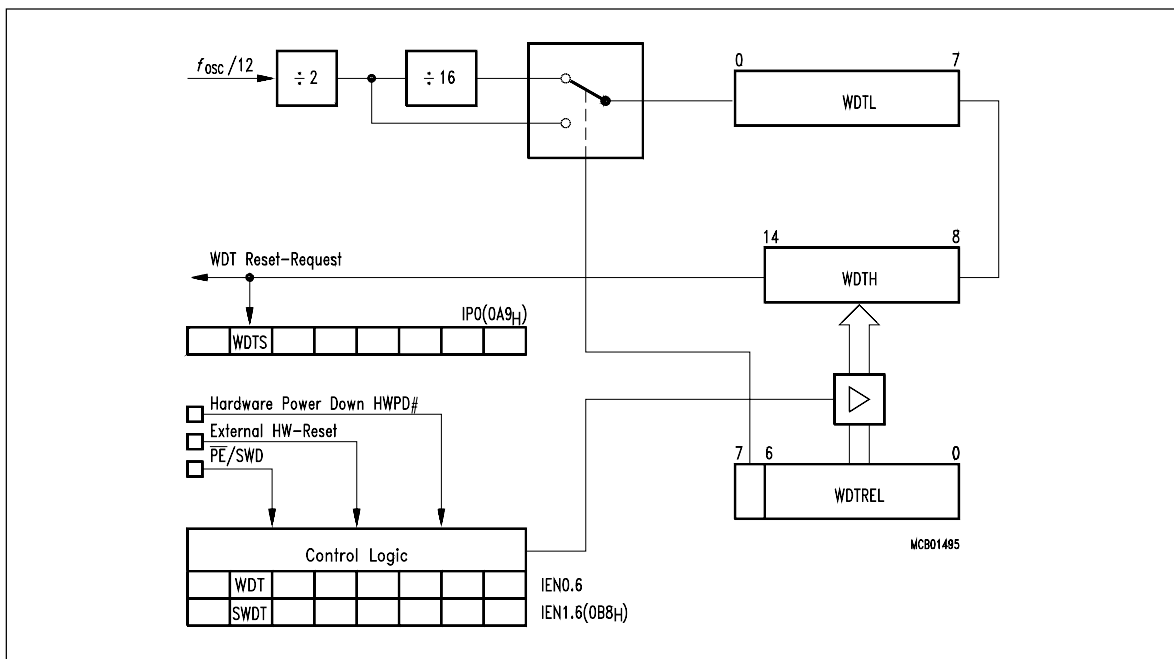 fOSC/12
÷2
÷16
0 7
WDTL
14 8
WDTH
WDT Reset-Request
IP0(0A9H)
WDTS
Hardware Power Down HWPD#
External HW-Reset
P̅E̅/SWD
7 6 0
WDTREL
Control Logic
WDT IEN0.6
SWDT IEN1.6(0B8H)
MCB01495